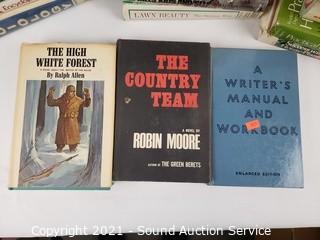 LAWN BEAUTY
THE HIGH
WHITE FOREST
By Ralph Allen
THE
COUNTRY
TEAM
A NOVEL BY
ROBIN MOORE
AUTHOR OF THE GREEN BERETS
A
WRITER'S
MANUAL
AND
WORKBOOK
ENLARGED EDITION
Copyright 2021 - Sound Auction Service